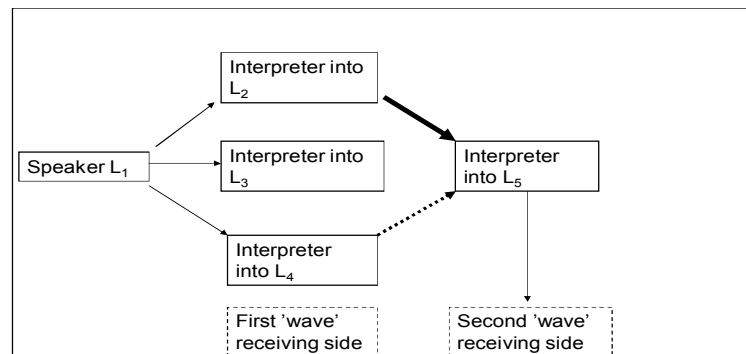 Interpreter into
L₂
Speaker L₁
Interpreter into
L₃
Interpreter
into L₅
Interpreter
into L₄
First 'wave'
receiving side
Second 'wave'
receiving side